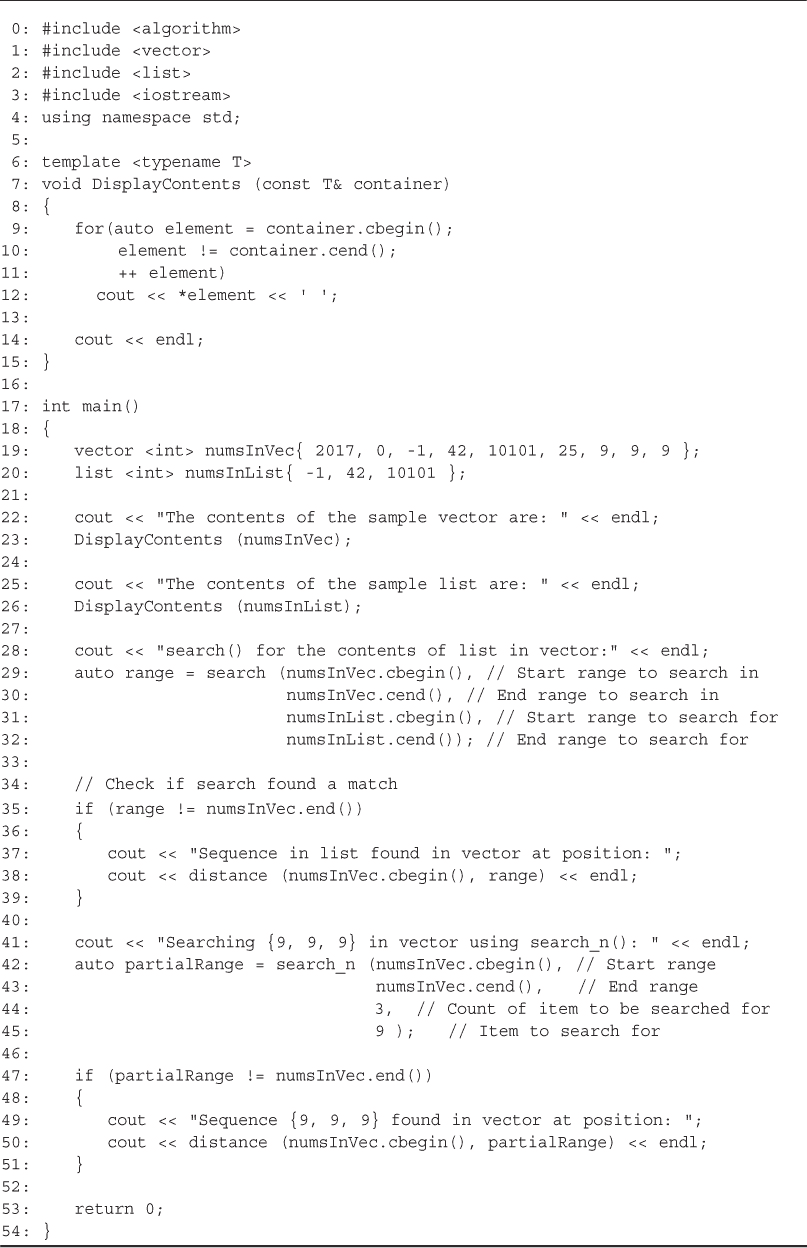 0: #include <algorithm>
1: #include <vector>
2: #include <list>
3: #include <iostream>
4: using namespace std;
5:
6: template <typename T>
7: void DisplayContents (const T& container)
8: {
9:    for(auto element = container.cbegin();
10:        element != container.cend();
11:        ++ element)
12:      cout << *element << ' ';
13:
14:    cout << endl;
15: }
16:
17: int main()
18: {
19:    vector <int> numsInVec{ 2017, 0, -1, 42, 10101, 25, 9, 9, 9 };
20:    list <int> numsInList{ -1, 42, 10101 };
21:
22:    cout << "The contents of the sample vector are: " << endl;
23:    DisplayContents (numsInVec);
24:
25:    cout << "The contents of the sample list are: " << endl;
26:    DisplayContents (numsInList);
27:
28:    cout << "search() for the contents of list in vector:" << endl;
29:    auto range = search (numsInVec.cbegin(), // Start range to search in
30:                         numsInVec.cend(), // End range to search in
31:                         numsInList.cbegin(), // Start range to search for
32:                         numsInList.cend()); // End range to search for
33:
34:    // Check if search found a match
35:    if (range != numsInVec.end())
36:    {
37:       cout << "Sequence in list found in vector at position: ";
38:       cout << distance (numsInVec.cbegin(), range) << endl;
39:    }
40:
41:    cout << "Searching {9, 9, 9} in vector using search_n(): " << endl;
42:    auto partialRange = search_n (numsInVec.cbegin(), // Start range
43:                                  numsInVec.cend(),   // End range
44:                                  3,  // Count of item to be searched for
45:                                  9 );   // Item to search for
46:
47:    if (partialRange != numsInVec.end())
48:    {
49:       cout << "Sequence {9, 9, 9} found in vector at position: ";
50:       cout << distance (numsInVec.cbegin(), partialRange) << endl;
51:    }
52:
53:    return 0;
54: }